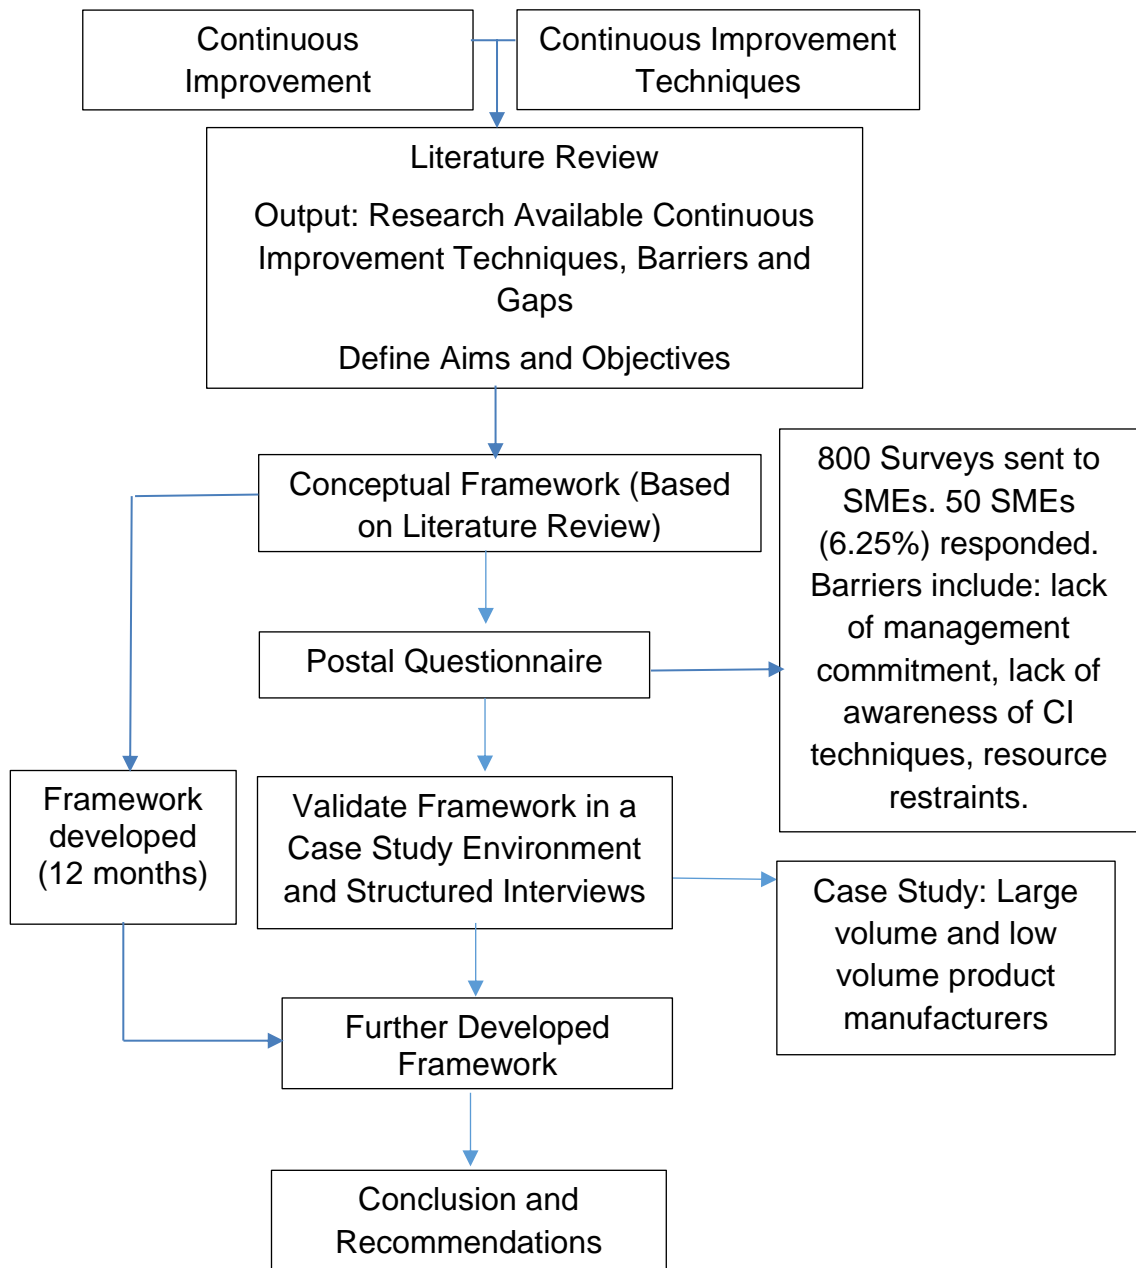 Continuous
Improvement
Continuous Improvement
Techniques
Literature Review
Output: Research Available Continuous
Improvement Techniques, Barriers and
Gaps
Define Aims and Objectives
Conceptual Framework (Based
on Literature Review)
800 Surveys sent to
SMEs. 50 SMEs
(6.25%) responded.
Barriers include: lack
of management
commitment, lack of
awareness of CI
techniques, resource
restraints.
Postal Questionnaire
Framework
developed
(12 months)
Validate Framework in a
Case Study Environment
and Structured Interviews
Case Study: Large
volume and low
volume product
manufacturers
Further Developed
Framework
Conclusion and
Recommendations